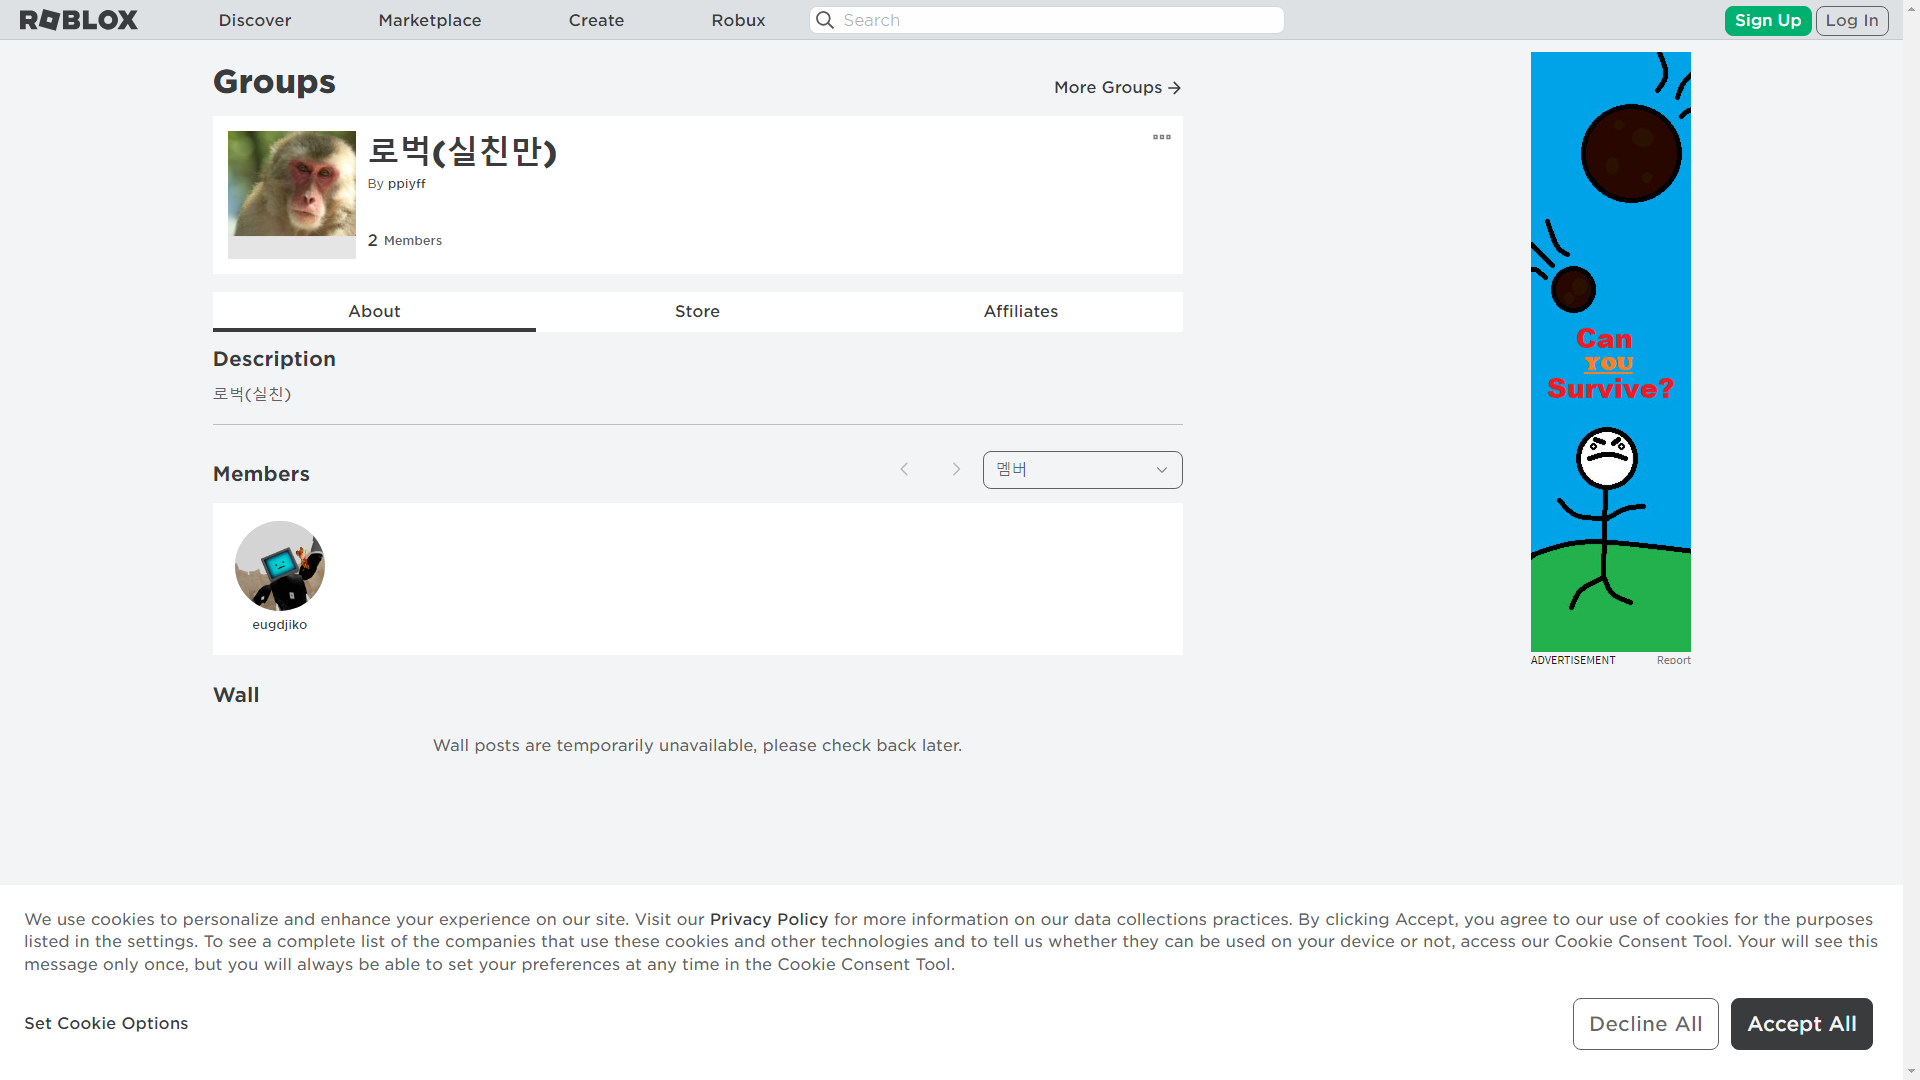 ROBLOX
Discover
Marketplace
Create
Robux
Search
Sign Up
Log In
Groups
More Groups
로벅(실친만)
By ppiyff
2 Members
About
Store
Affiliates
Description
로벅(실친)
Members
멤버
eugdjiko
Wall
Wall posts are temporarily unavailable, please check back later.
Can
YOU
Survive?
ADVERTISEMENT
Report
We use cookies to personalize and enhance your experience on our site. Visit our Privacy Policy for more information on our data collections practices. By clicking Accept, you agree to our use of cookies for the purposes
listed in the settings. To see a complete list of the companies that use these cookies and other technologies and to tell us whether they can be used on your device or not, access our Cookie Consent Tool. Your will see this
message only once, but you will always be able to set your preferences at any time in the Cookie Consent Tool.
Set Cookie Options
Decline All
Accept All